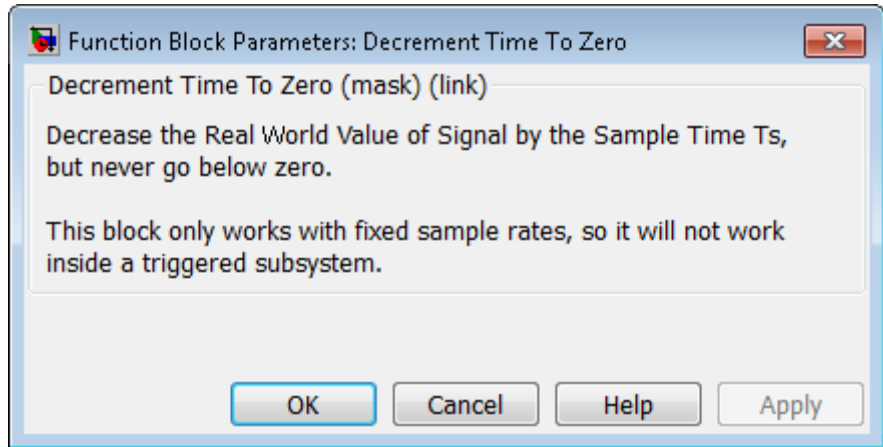 Function Block Parameters: Decrement Time To Zero
Decrement Time To Zero (mask) (link)
Decrease the Real World Value of Signal by the Sample Time Ts,
but never go below zero.
This block only works with fixed sample rates, so it will not work
inside a triggered subsystem.
OK Cancel Help Apply